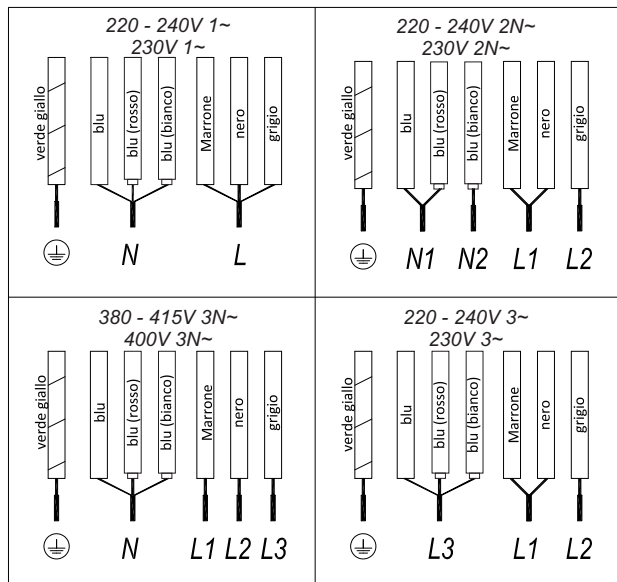 220 - 240V 1~
230V 1~
verde giallo
blu
blu (rosso)
blu (bianco)
Marrone
nero
grigio
N
L
220 - 240V 2N~
230V 2N~
verde giallo
blu
blu (rosso)
blu (bianco)
Marrone
nero
grigio
N1 N2 L1 L2
380 - 415V 3N~
400V 3N~
verde giallo
blu
blu (rosso)
blu (bianco)
Marrone
nero
grigio
N L1 L2 L3
220 - 240V 3~
230V 3~
verde giallo
blu
blu (rosso)
blu (bianco)
Marrone
nero
grigio
L3 L1 L2